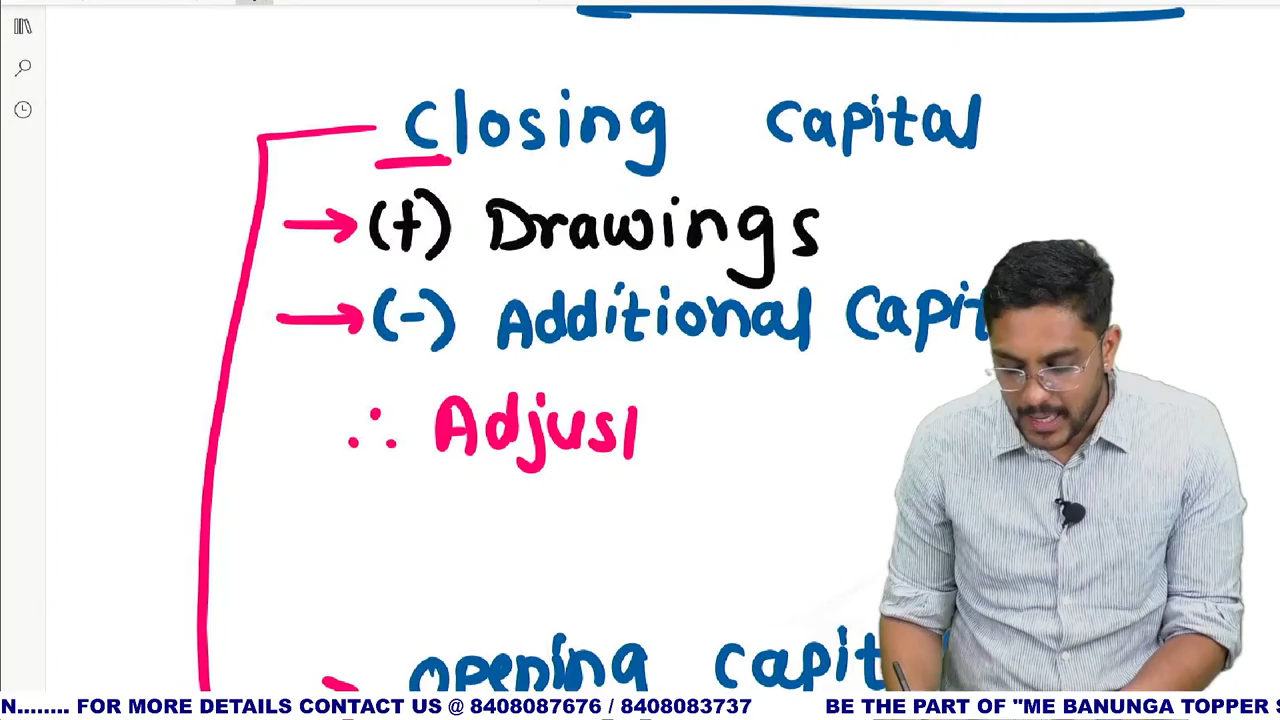 closing capital
(+) Drawings
(-) Additional Capit
∴ Adjust
opening capit
N........ FOR MORE DETAILS CONTACT US @ 8408087676 / 8408083737 BE THE PART OF "ME BANUNGA TOPPER S